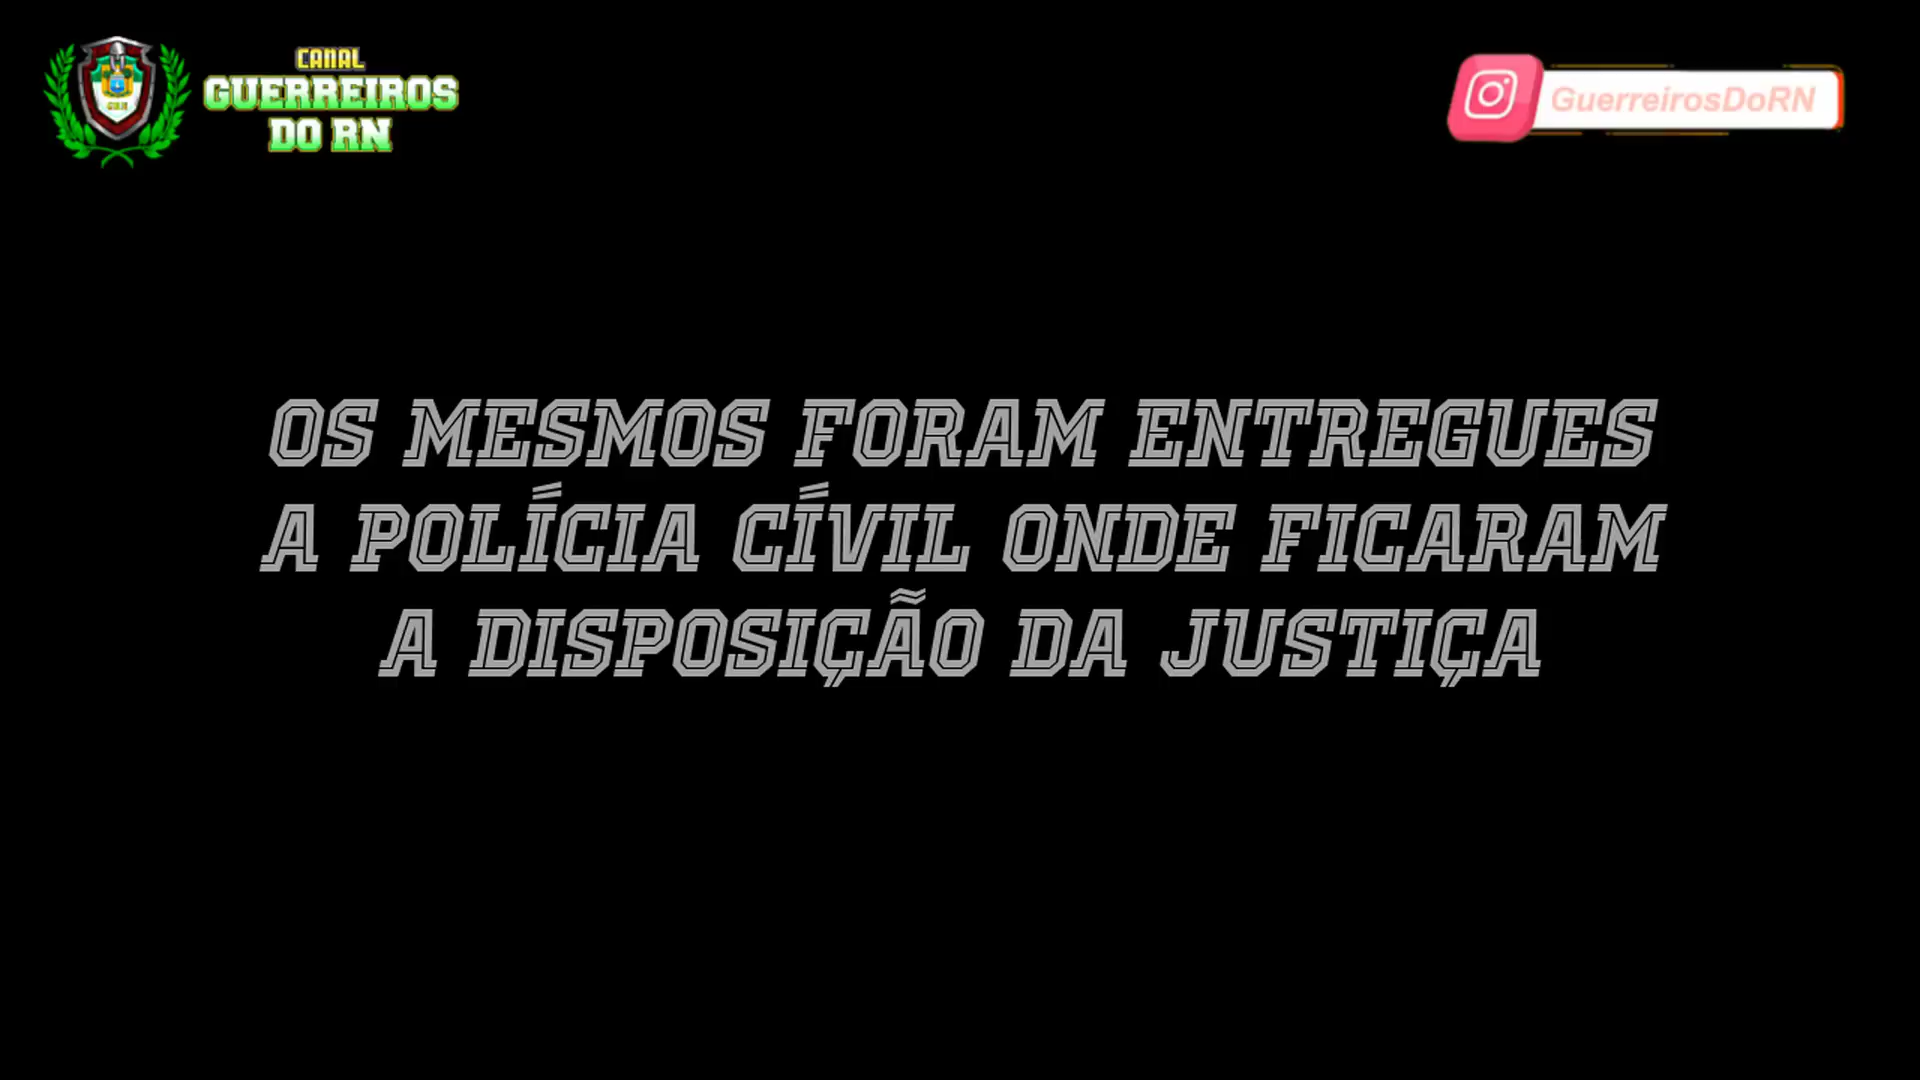 CANAL
GUERREIROS
DO RN
GuerreirosDoRN
OS MESMOS FORAM ENTREGUES
A POLÍCIA CÍVIL ONDE FICARAM
A DISPOSIÇÃO DA JUSTIÇA